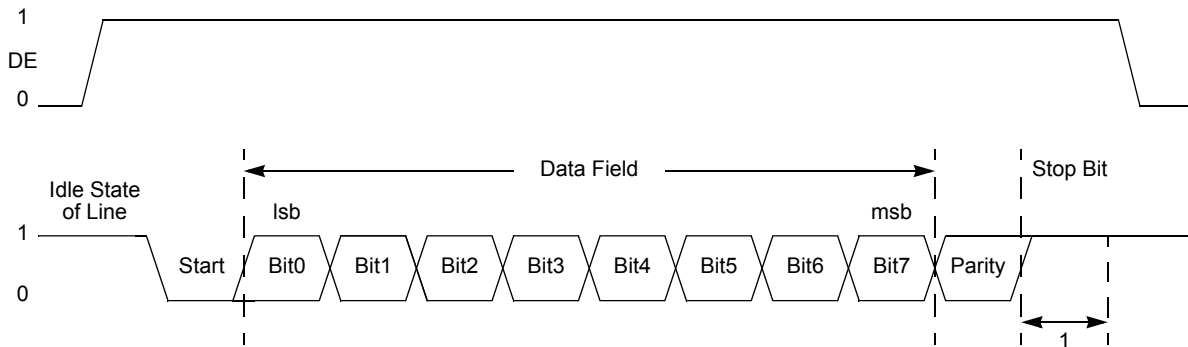 1
DE
0
Data Field
Stop Bit
Idle State
of Line
lsb
msb
1
Start
Bit0
Bit1
Bit2
Bit3
Bit4
Bit5
Bit6
Bit7
Parity
0
1